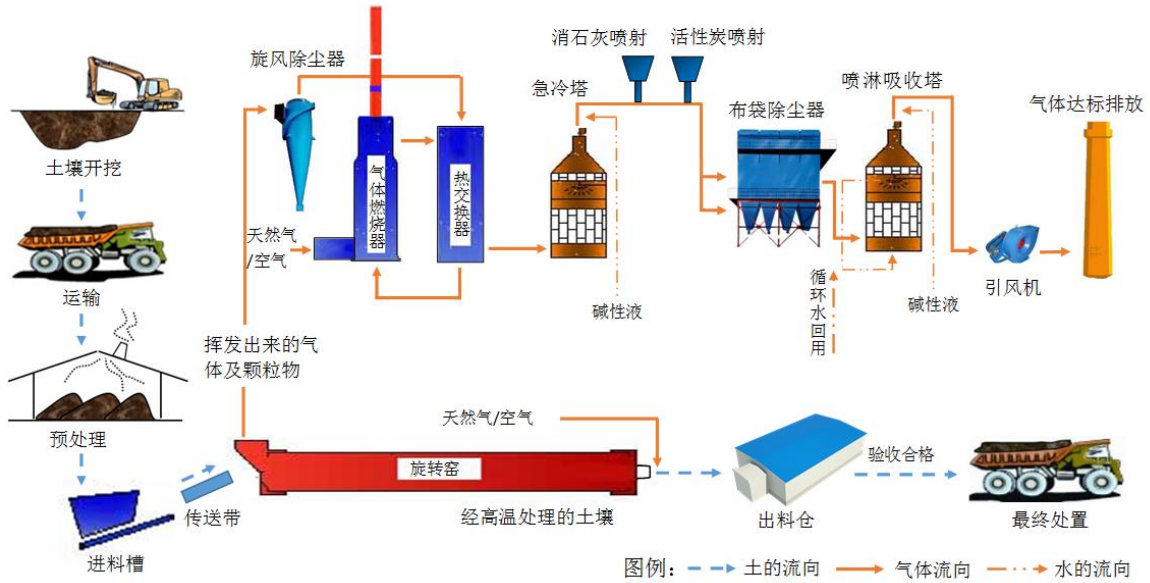 消石灰喷射
活性炭喷射
旋风除尘器
急冷塔
喷淋吸收塔
布袋除尘器
气体达标排放
土壤开挖
气体燃烧器
热交换器
天然气
/空气
运输
碱性液
循环水回用
碱性液
引风机
挥发出来的气
体及颗粒物
预处理
天然气/空气
旋转窑
验收合格
传送带
经高温处理的土壤
出料仓
最终处置
进料槽
图例：
土的流向
气体流向
水的流向